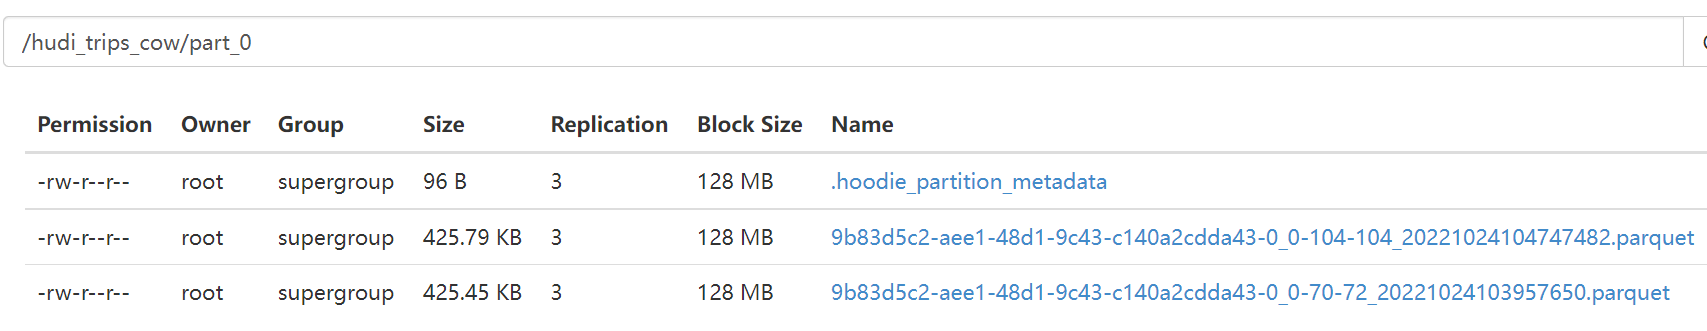 /hudi_trips_cow/part_0
Permission Owner Group Size Replication Block Size Name
-rw-r--r-- root supergroup 96 B 3 128 MB .hoodie_partition_metadata
-rw-r--r-- root supergroup 425.79 KB 3 128 MB 9b83d5c2-aee1-48d1-9c43-c140a2cdda43-0_0-104-104_20221024104747482.parquet
-rw-r--r-- root supergroup 425.45 KB 3 128 MB 9b83d5c2-aee1-48d1-9c43-c140a2cdda43-0_0-70-72_20221024103957650.parquet